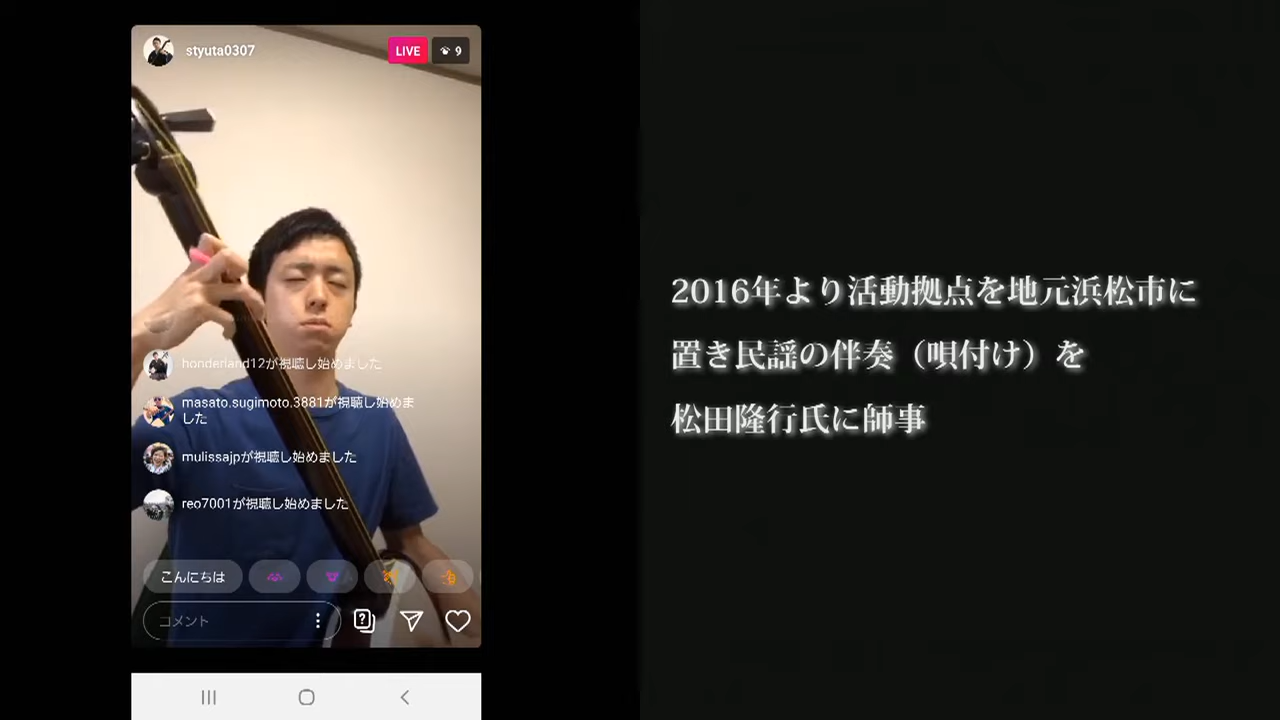 styuta0307
LIVE
9
honderland12が視聴し始めました
masato.sugimoto.3881が視聴し始めま
した
mulissajpが視聴し始めました
reo7001が視聴し始めました
こんにちは
コメント
2016年より活動拠点を地元浜松市に
置き民謡の伴奏（唄付け）を
松田隆行氏に師事